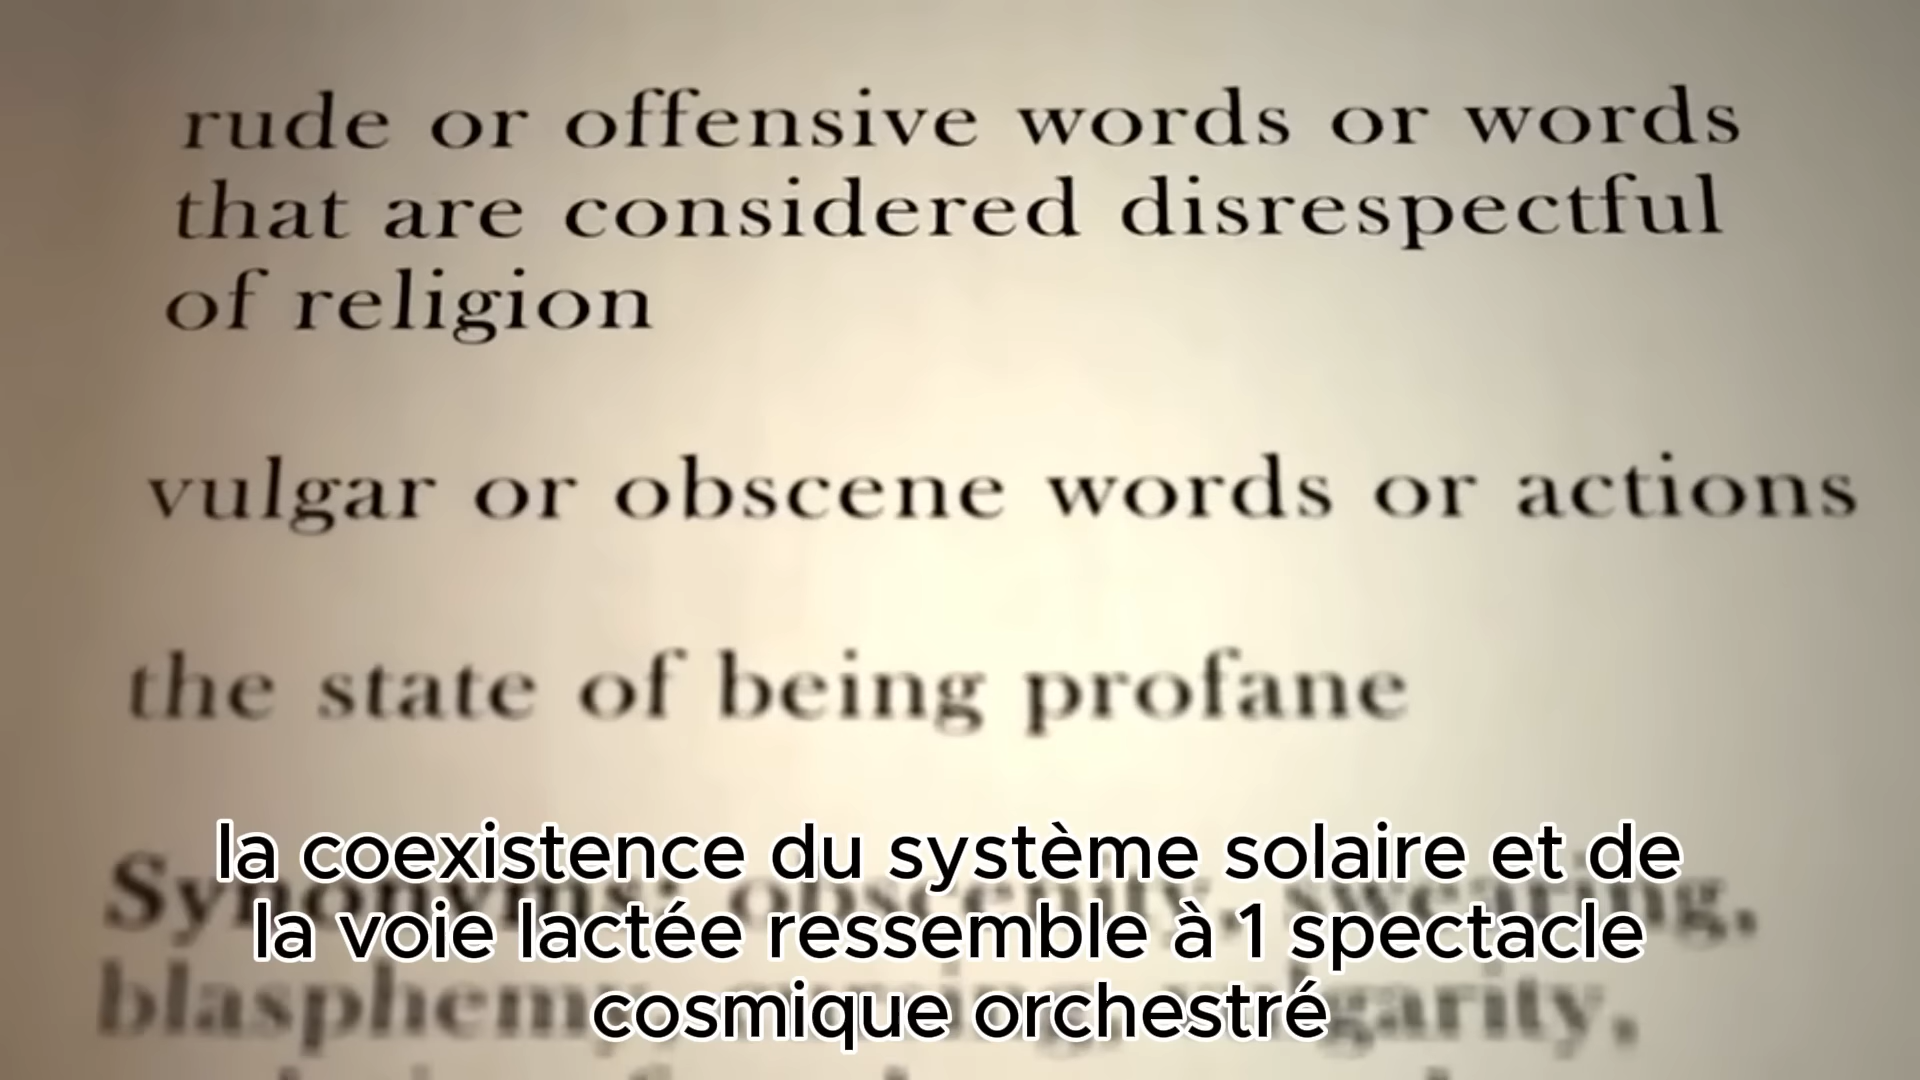 rude or offensive words or words
that are considered disrespectful
of religion
vulgar or obscene words or actions
the state of being profane
la coexistence du système solaire et de
la voie lactée ressemble à 1 spectacle
cosmique orchestré